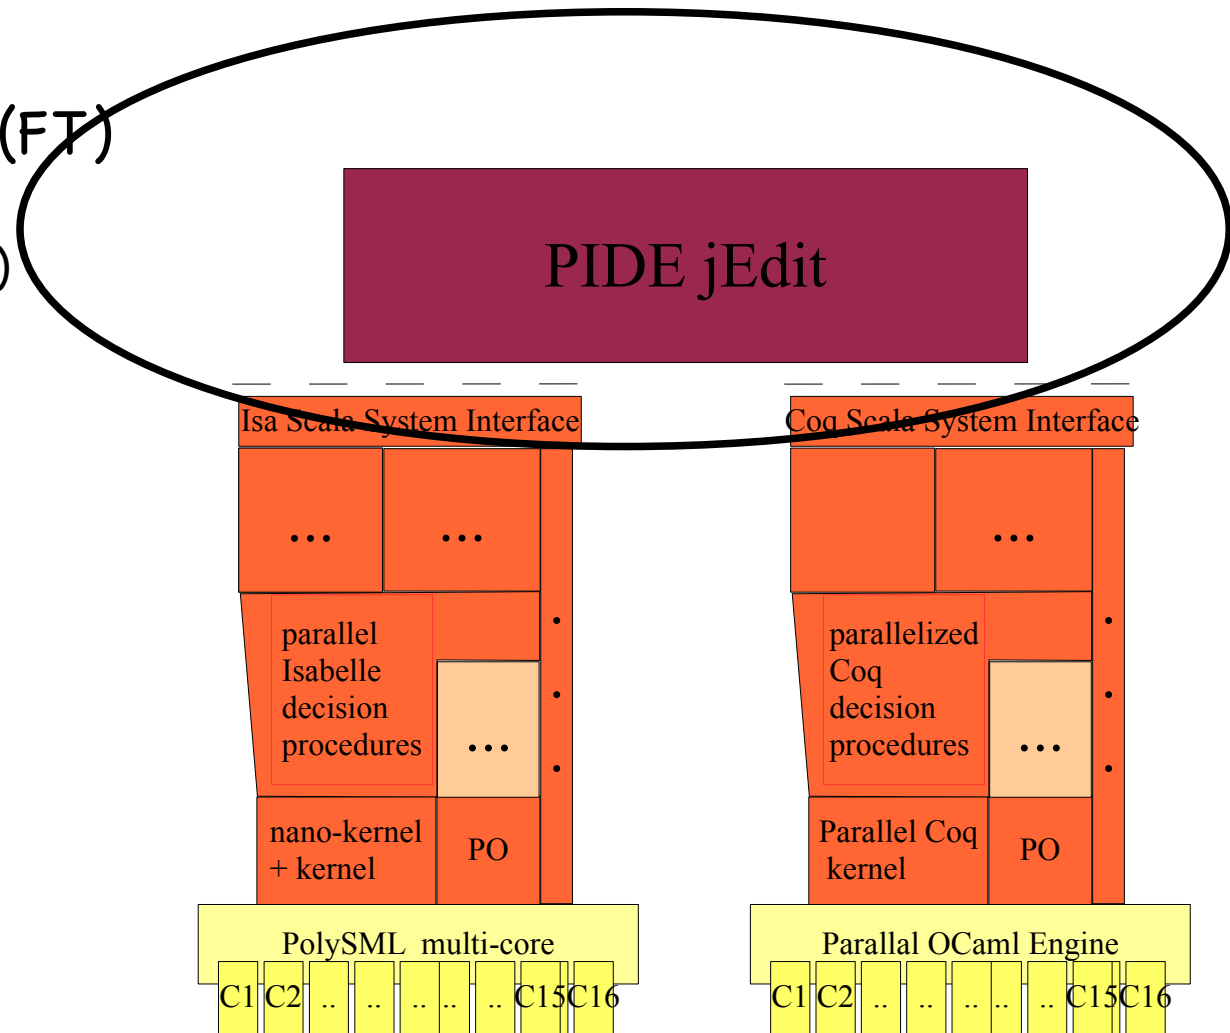 (FT)
)
PIDE jEdit
Isa Scala System Interface
Coq Scala System Interface
...
...
...
parallel
Isabelle
decision
procedures
...
parallelized
Coq
decision
procedures
...
nano-kernel
+ kernel
PO
Parallel Coq
kernel
PO
PolySML multi-core
Parallal OCaml Engine
C1 C2 .. .. .. .. .. C15 C16
C1 C2 .. .. .. .. .. C15 C16